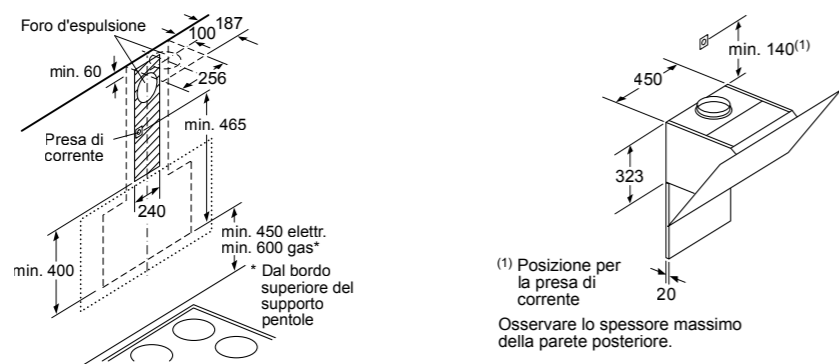 Foro d'espulsione
100
187
min. 60
256
Presa di
corrente
min. 465
240
min. 400
min. 450 elettr.
min. 600 gas*
* Dal bordo
superiore del
supporto
pentole
min. 140(1)
450
323
20
(1) Posizione per
la presa di
corrente
Osservare lo spessore massimo
della parete posteriore.